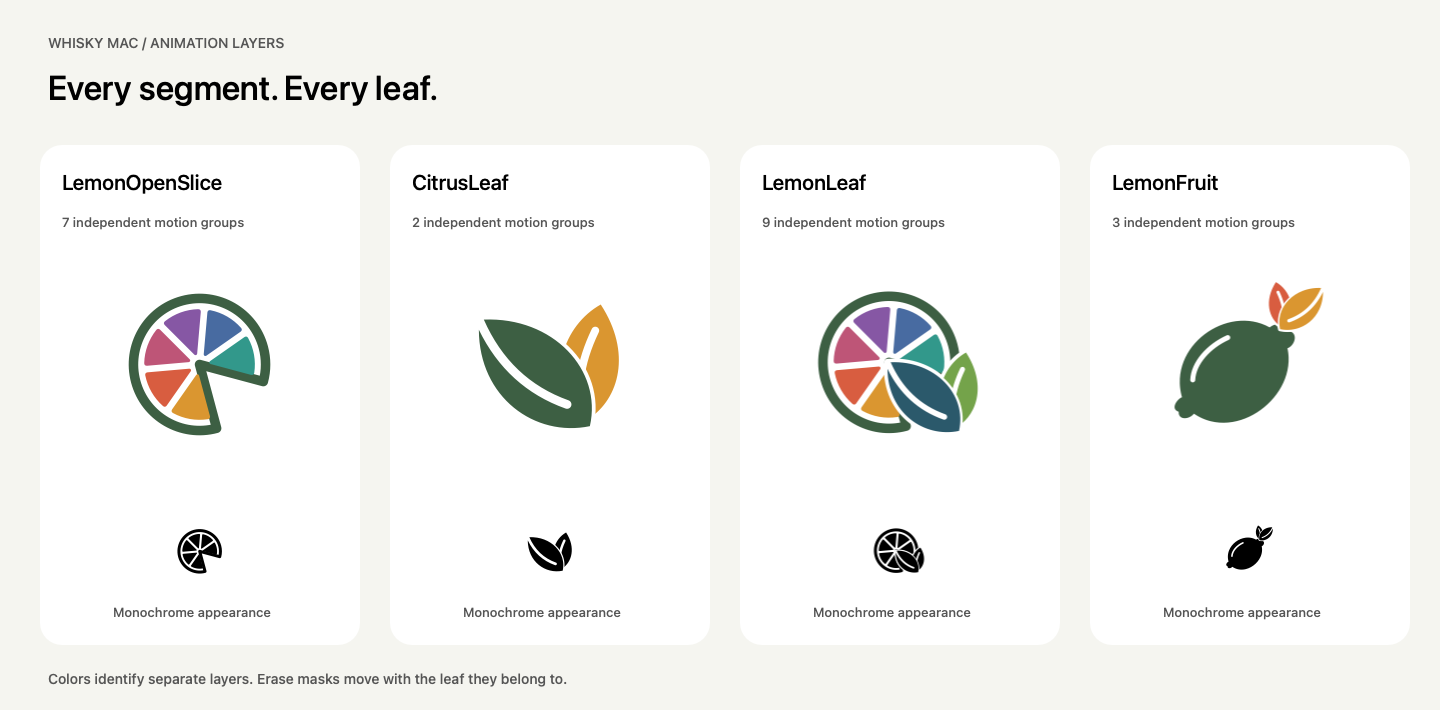 WHISKY MAC / ANIMATION LAYERS
Every segment. Every leaf.
LemonOpenSlice
7 independent motion groups
Monochrome appearance
CitrusLeaf
2 independent motion groups
Monochrome appearance
LemonLeaf
9 independent motion groups
Monochrome appearance
LemonFruit
3 independent motion groups
Monochrome appearance
Colors identify separate layers. Erase masks move with the leaf they belong to.